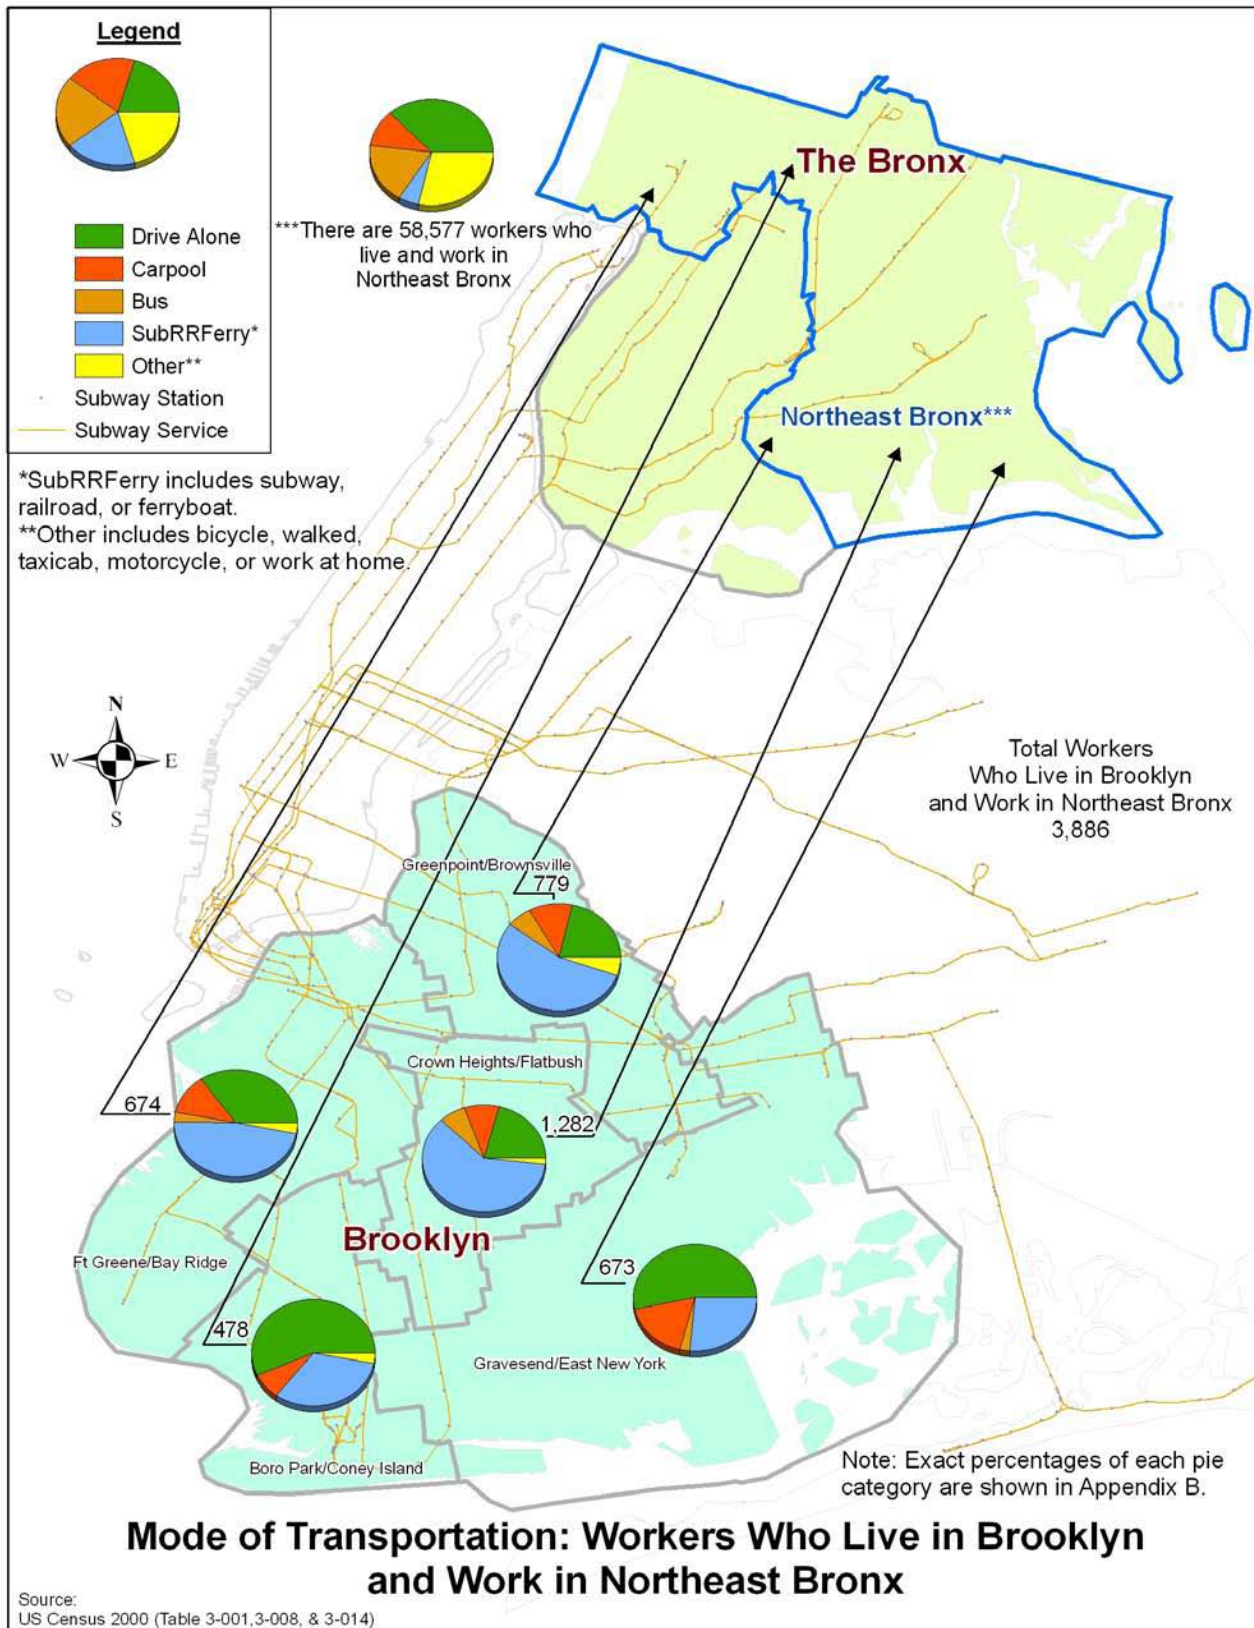 Legend
Drive Alone
Carpool
Bus
SubRRFerry*
Other**
Subway Station
Subway Service
*SubRRFerry includes subway,
railroad, or ferryboat.
**Other includes bicycle, walked,
taxicab, motorcycle, or work at home.
***There are 58,577 workers who
live and work in
Northeast Bronx
The Bronx
Northeast Bronx***
N
W
E
S
Total Workers
Who Live in Brooklyn
and Work in Northeast Bronx
3,886
Greenpoint/Brownsville
779
Crown Heights/Flatbush
674
1,282
Brooklyn
Ft Greene/Bay Ridge
673
478
Gravesend/East New York
Boro Park/Coney Island
Note: Exact percentages of each pie
category are shown in Appendix B.
Mode of Transportation: Workers Who Live in Brooklyn
and Work in Northeast Bronx
Source:
US Census 2000 (Table 3-001,3-008, & 3-014)